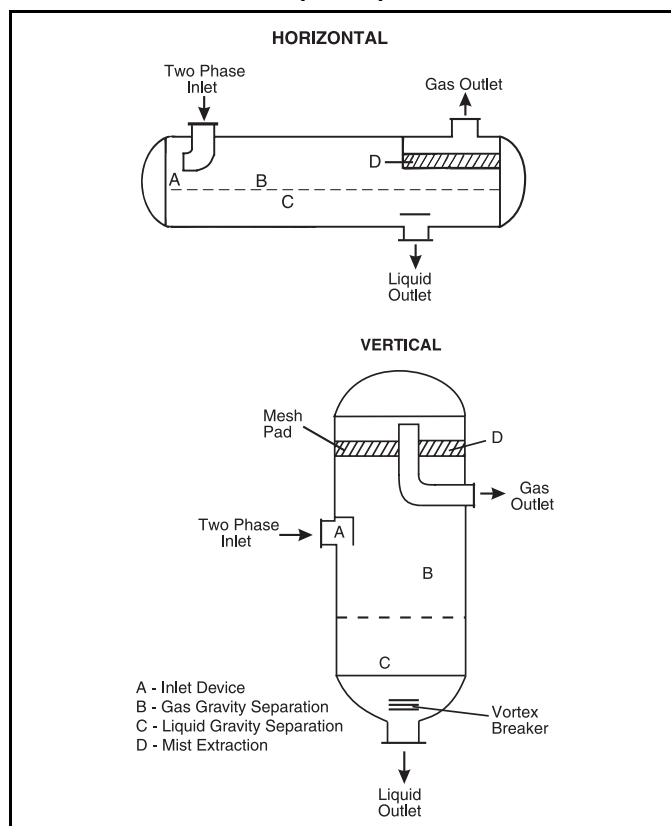 HORIZONTAL
Two Phase
Inlet
Gas Outlet
D
A
B
C
Liquid
Outlet
VERTICAL
Mesh
Pad
D
Gas
Outlet
Two Phase
Inlet
A
B
C
A - Inlet Device
B - Gas Gravity Separation
C - Liquid Gravity Separation
D - Mist Extraction
Vortex
Breaker
Liquid
Outlet